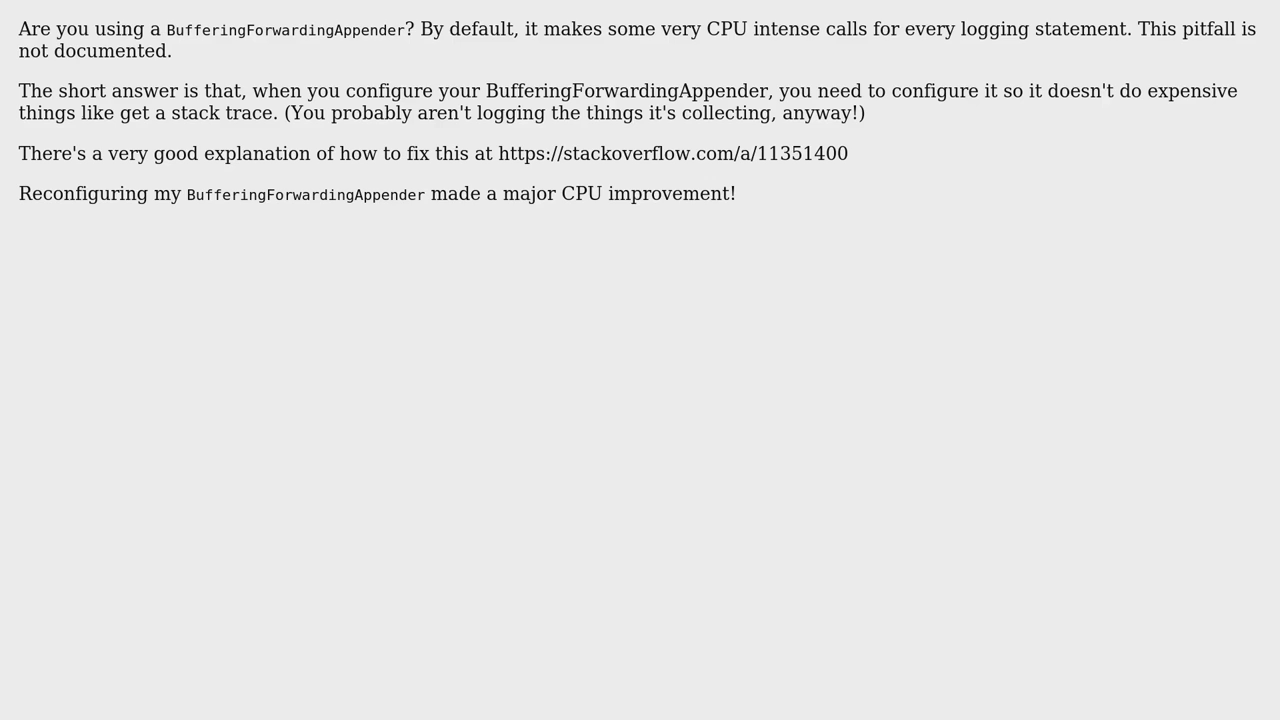 Are you using a BufferingForwardingAppender? By default, it makes some very CPU intense calls for every logging statement. This pitfall is
not documented.
The short answer is that, when you configure your BufferingForwardingAppender, you need to configure it so it doesn't do expensive
things like get a stack trace. (You probably aren't logging the things it's collecting, anyway!)
There's a very good explanation of how to fix this at https://stackoverflow.com/a/11351400
Reconfiguring my BufferingForwardingAppender made a major CPU improvement!